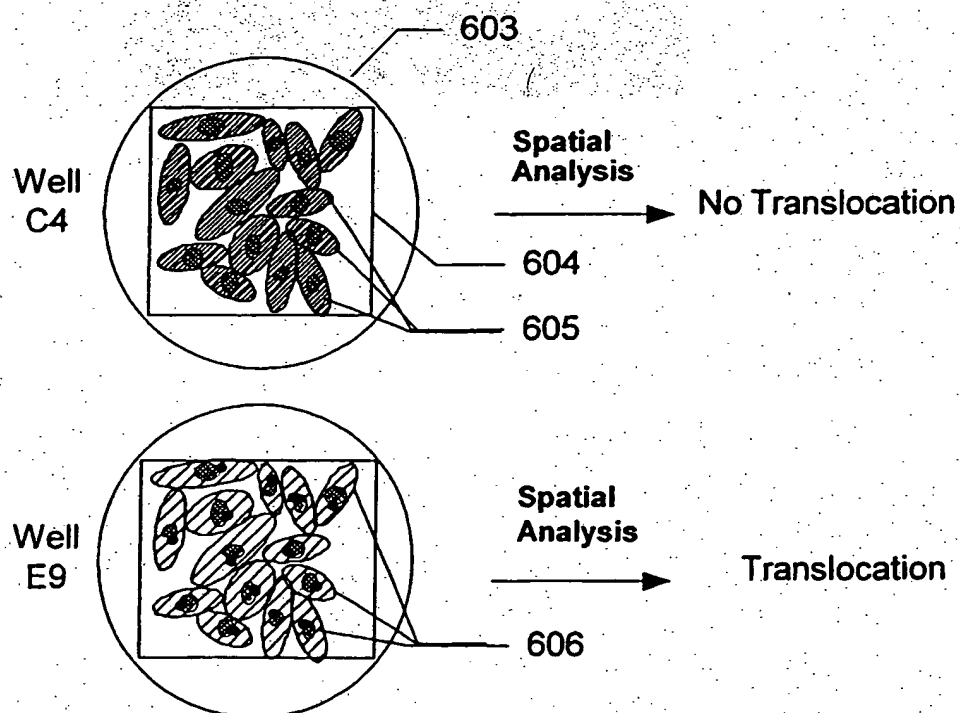 603
Well
C4
Spatial
Analysis
No Translocation
604
605
Well
E9
Spatial
Analysis
Translocation
606